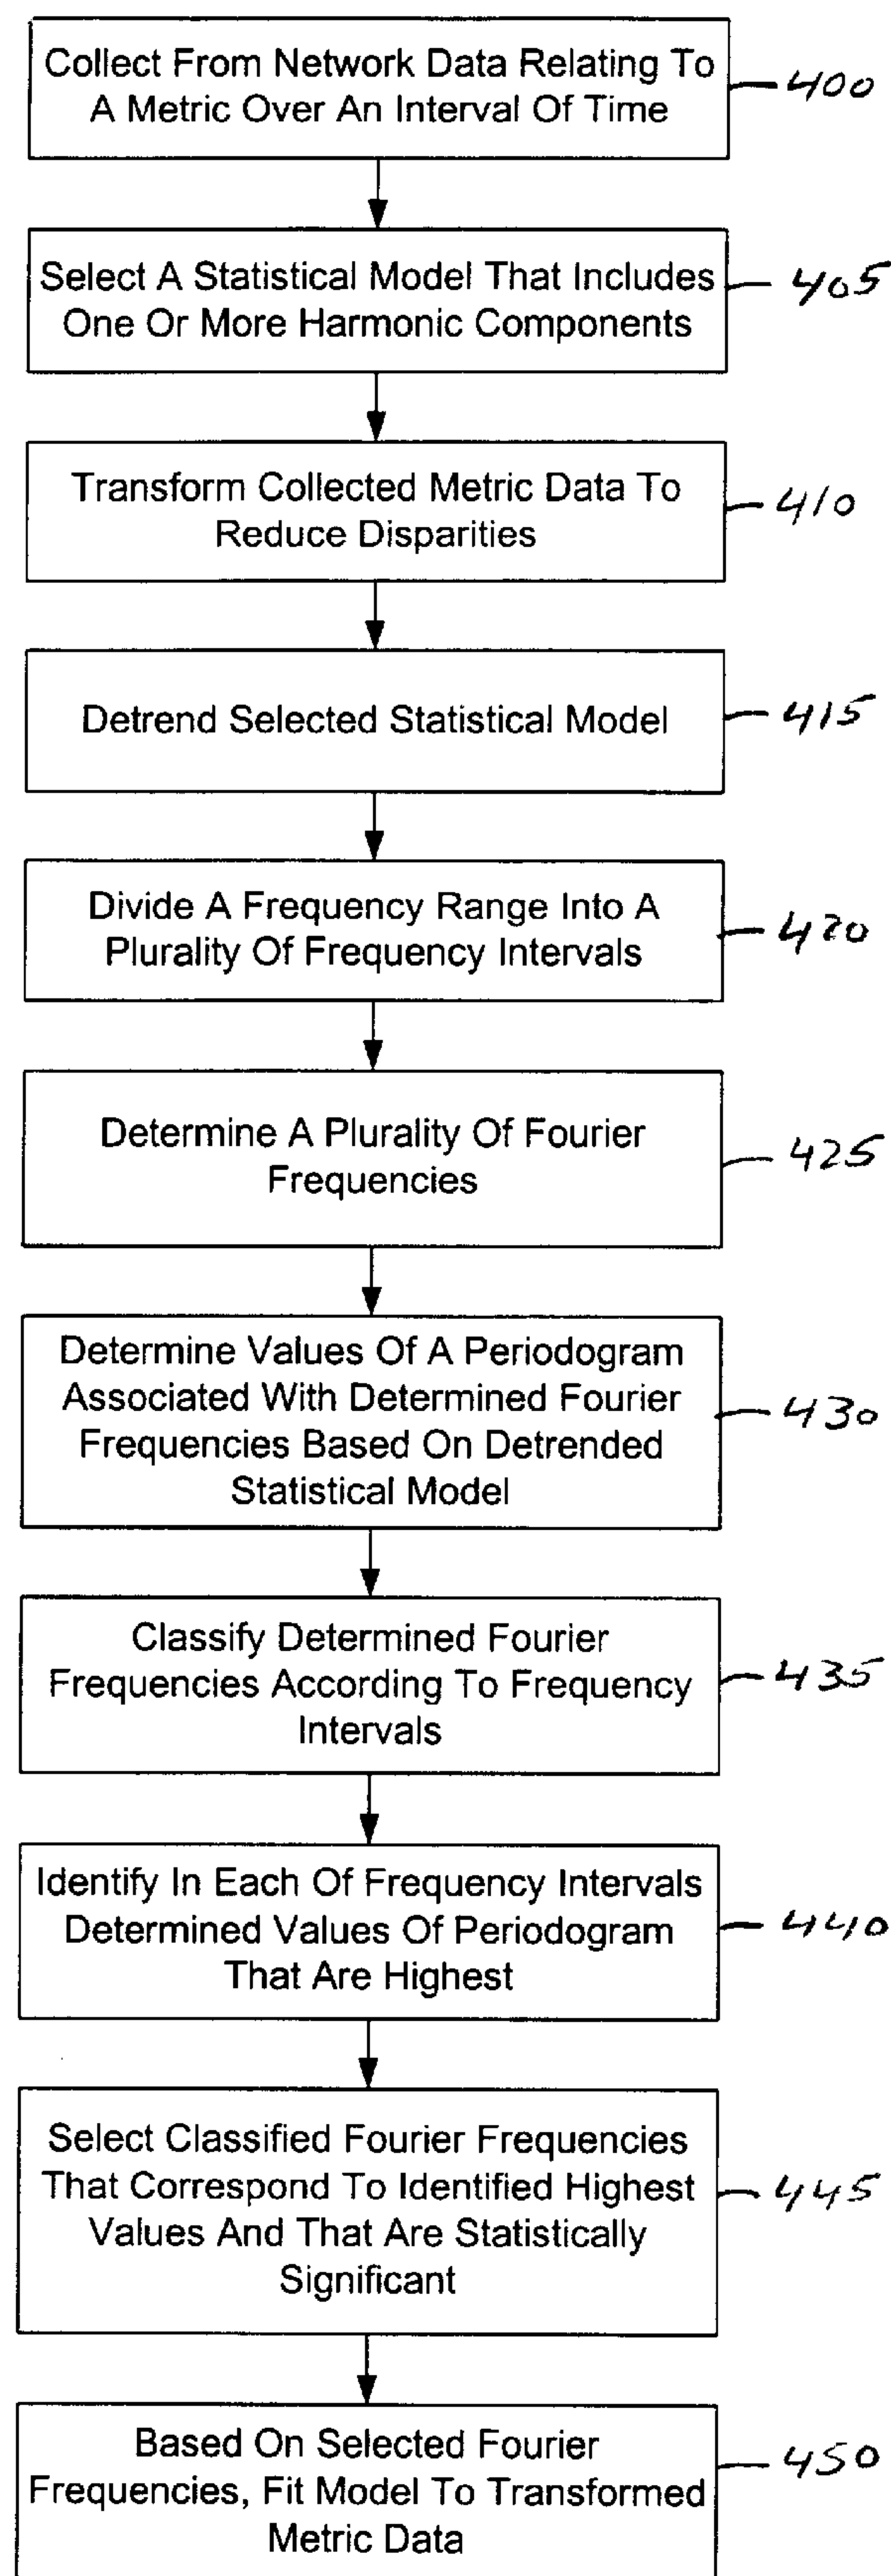 Collect From Network Data Relating To
A Metric Over An Interval Of Time
400
Select A Statistical Model That Includes
One Or More Harmonic Components
405
Transform Collected Metric Data To
Reduce Disparities
410
Detrend Selected Statistical Model
415
Divide A Frequency Range Into A
Plurality Of Frequency Intervals
420
Determine A Plurality Of Fourier
Frequencies
425
Determine Values Of A Periodogram
Associated With Determined Fourier
Frequencies Based On Detrended
Statistical Model
430
Classify Determined Fourier
Frequencies According To Frequency
Intervals
435
Identify In Each Of Frequency Intervals
Determined Values Of Periodogram
That Are Highest
440
Select Classified Fourier Frequencies
That Correspond To Identified Highest
Values And That Are Statistically
Significant
445
Based On Selected Fourier
Frequencies, Fit Model To Transformed
Metric Data
450